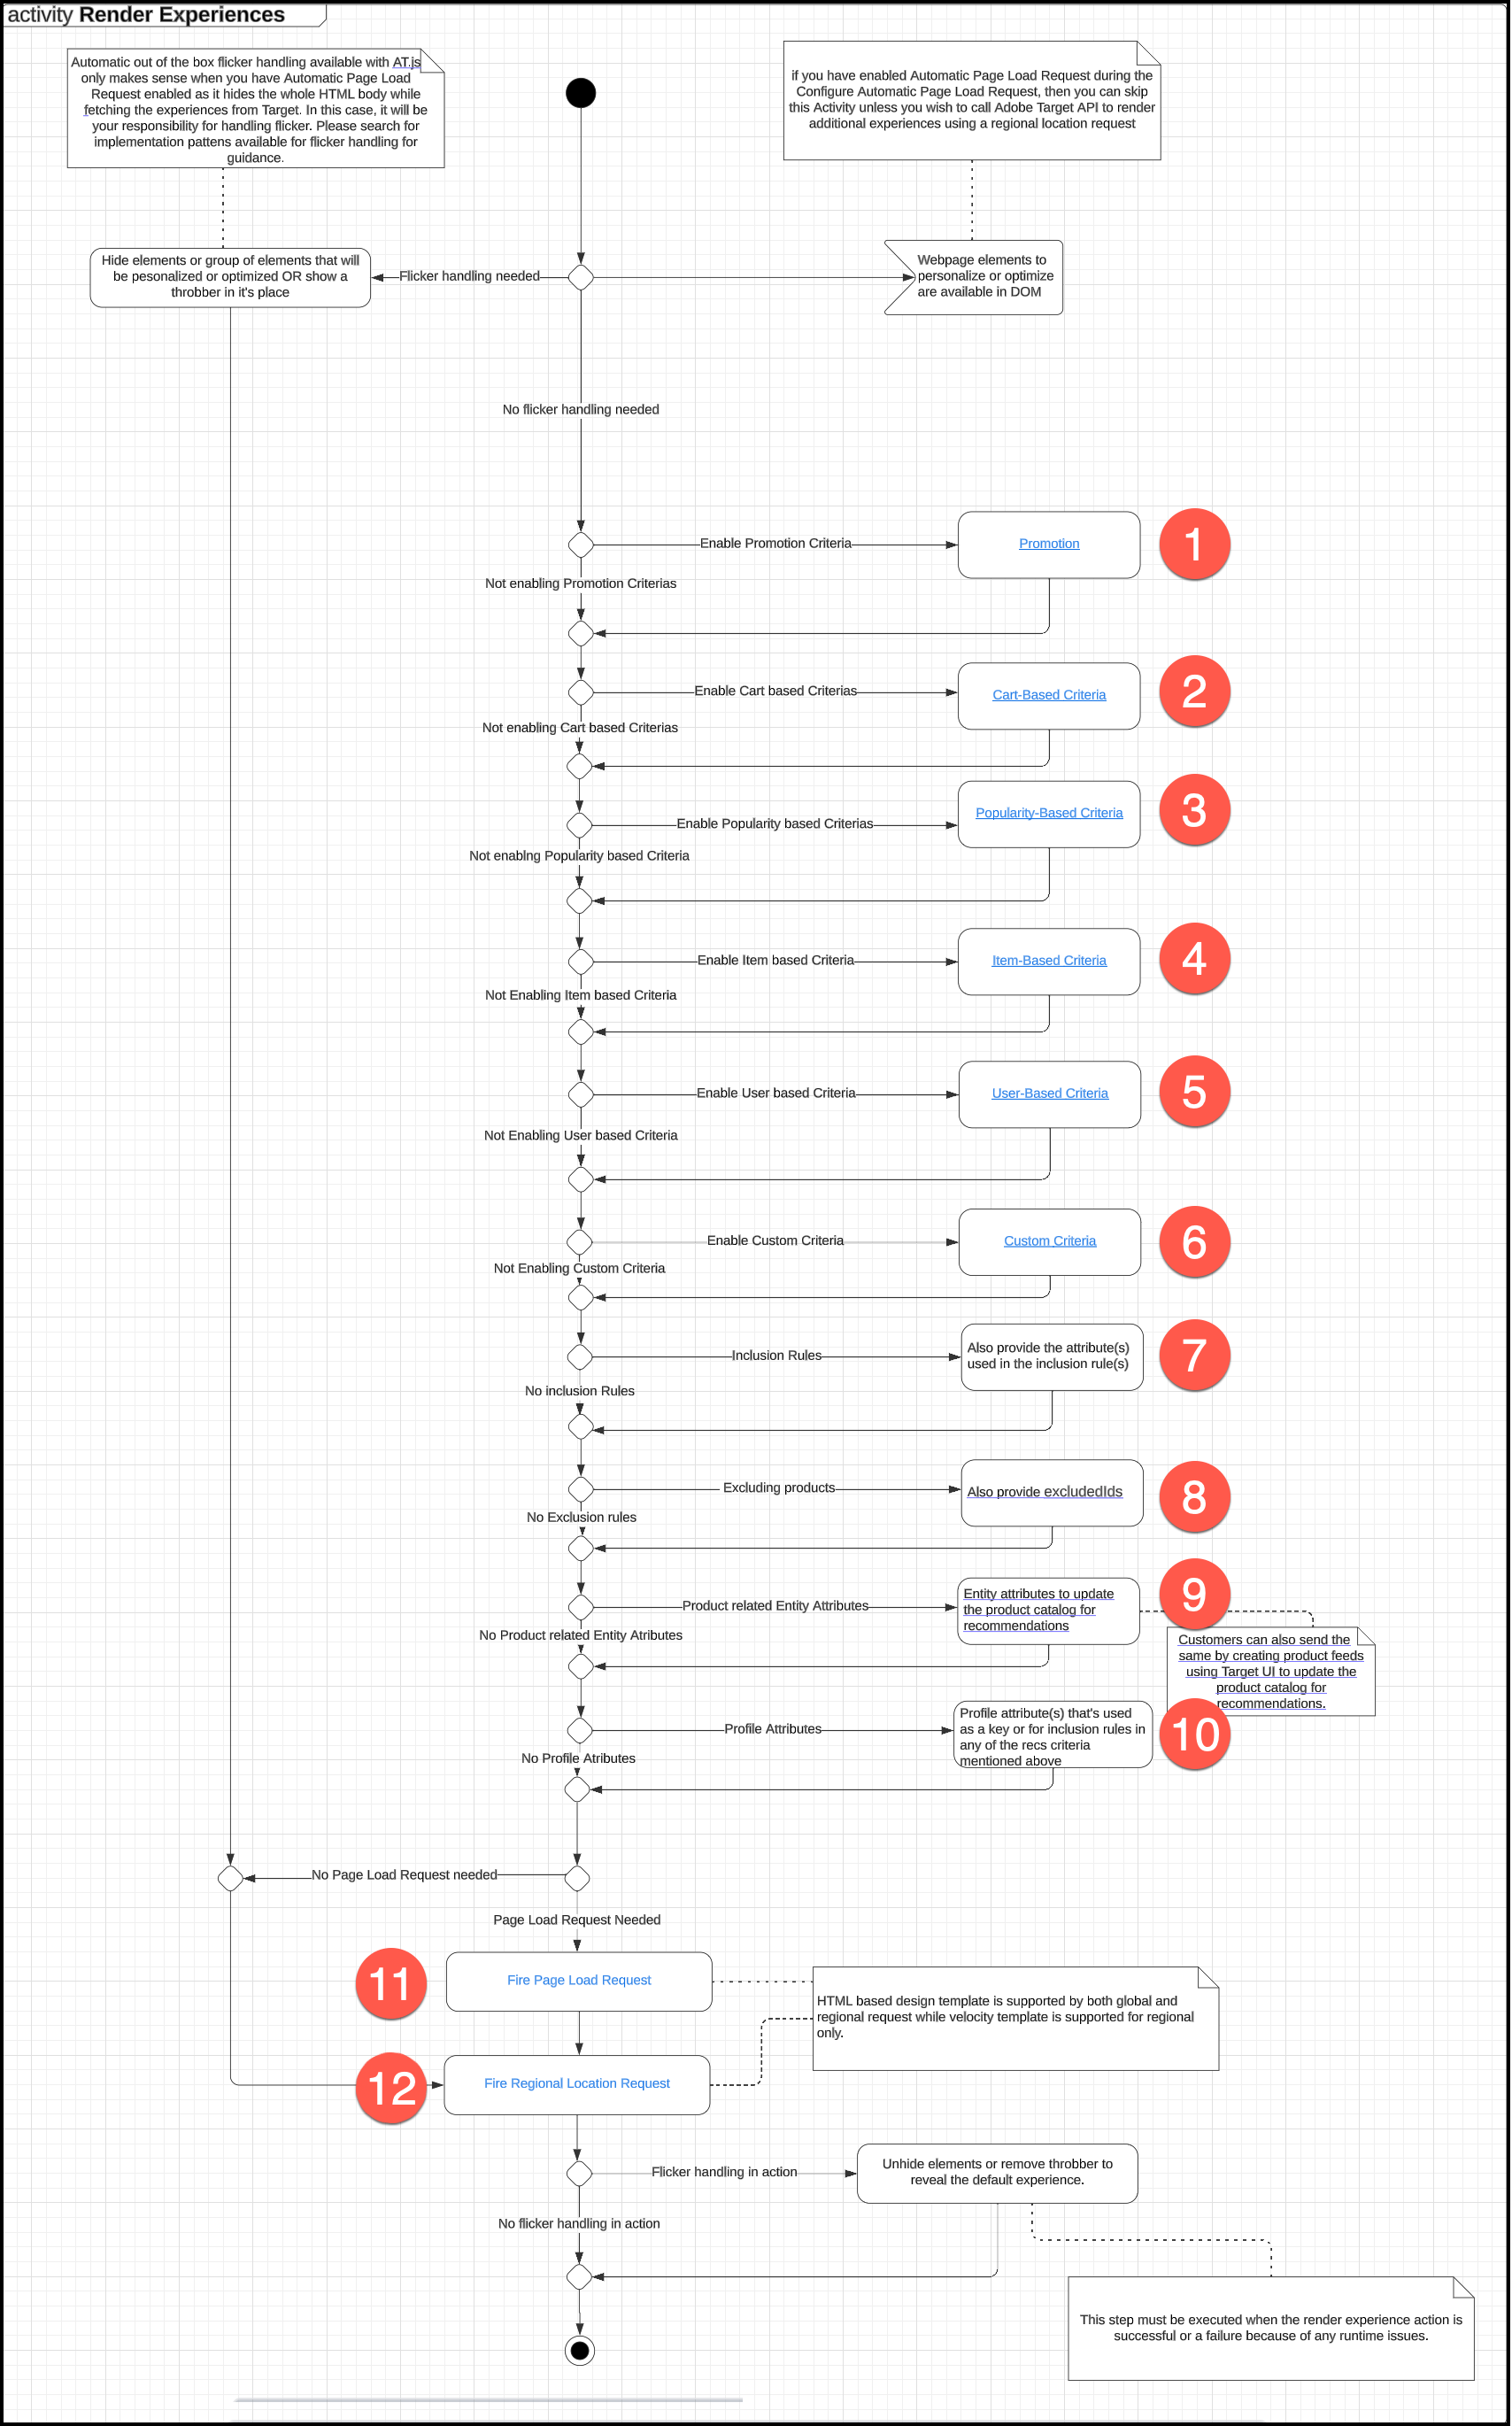 activity Render Experiences
Automatic out of the box flicker handling available with AT.js
only makes sense when you have Automatic Page Load
Request enabled as it hides the whole HTML body while
fetching the experiences from Target. In this case, it will be
your responsibility for handling flicker. Please search for
implementation pattens available for flicker handling for
guidance.
if you have enabled Automatic Page Load Request during the
Configure Automatic Page Load Request, then you can skip
this Activity unless you wish to call Adobe Target API to render
additional experiences using a regional location request
Hide elements or group of elements that will
be pesonalized or optimized OR show a
throbber in it's place
Flicker handling needed
Webpage elements to
personalize or optimize
are available in DOM
No flicker handling needed
Enable Promotion Criteria
Promotion
1
Not enabling Promotion Criterias
Enable Cart based Criterias
Cart-Based Criteria
2
Not enabling Cart based Criterias
Enable Popularity based Criterias
Popularity-Based Criteria
3
Not enablng Popularity based Criteria
Enable Item based Criteria
Item-Based Criteria
4
Not Enabling Item based Criteria
Enable User based Criteria
User-Based Criteria
5
Not Enabling User based Criteria
Enable Custom Criteria
Custom Criteria
6
Not Enabling Custom Criteria
Inclusion Rules
Also provide the attribute(s)
used in the inclusion rule(s)
7
No inclusion Rules
Excluding products
Also provide excludedIds
8
No Exclusion rules
Product related Entity Attributes
Entity attributes to update
the product catalog for
recommendations
9
No Product related Entity Atributes
Customers can also send the
same by creating product feeds
using Target UI to update the
product catalog for
recommendations.
Profile Attributes
Profile attribute(s) that's used
as a key or for inclusion rules in
any of the recs criteria
mentioned above
10
No Profile Atributes
No Page Load Request needed
Page Load Request Needed
11
Fire Page Load Request
HTML based design template is supported by both global and
regional request while velocity template is supported for regional
only.
12
Fire Regional Location Request
Flicker handling in action
Unhide elements or remove throbber to
reveal the default experience.
No flicker handling in action
This step must be executed when the render experience action is
successful or a failure because of any runtime issues.